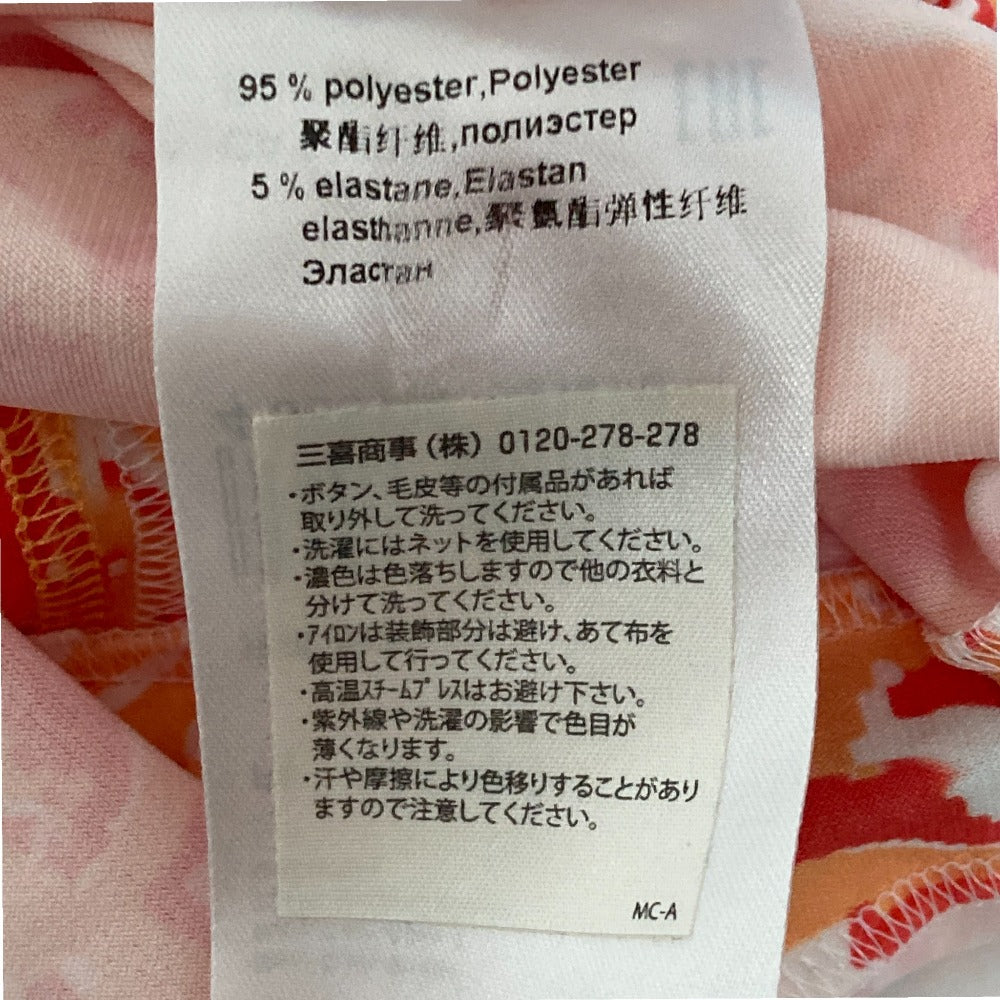 95 % polyester,Polyester
聚酯纤维,полиэстер
5 % elastane,Elastan
elasthanne,聚氨酯弹性纤维
Эластан
三喜商事(株) 0120-278-278
・ボタン、毛皮等の付属品があれば
取り外して洗ってください。
・洗濯にはネットを使用してください。
・濃色は色落ちしますので他の衣料と
分けて洗ってください。
・ｱｲﾛﾝは装飾部分は避け、あて布を
使用して行ってください。
・高温ｽﾁｰﾑﾌﾟﾚｽはお避け下さい。
・紫外線や洗濯の影響で色目が
薄くなります。
・汗や摩擦により色移りすることがあり
ますので注意してください。
MC-A